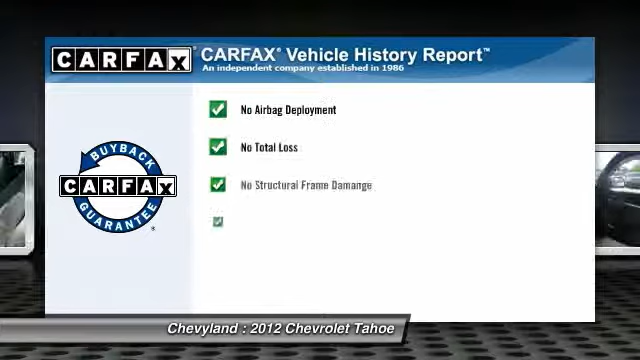 CARFAX® CARFAX® Vehicle History Report™
An independent company established in 1986
No Airbag Deployment
No Total Loss
No Structural Frame Damange
BUYBACK
CARFAX
GUARANTEE®
Chevyland : 2012 Chevrolet Tahoe